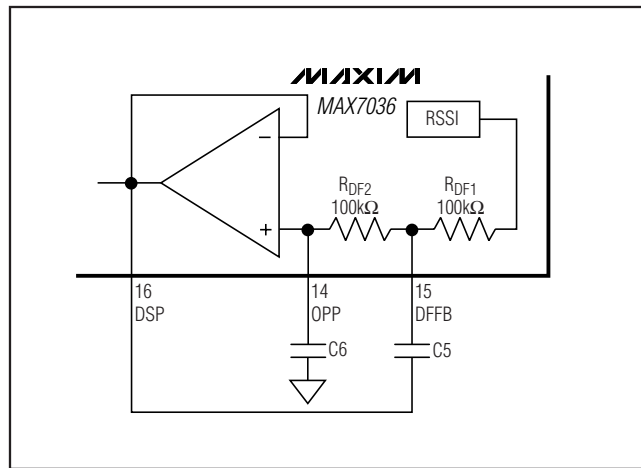 MAXIM
MAX7036
RSSI
RDF2
100kΩ
RDF1
100kΩ
−
+
16
DSP
14
OPP
15
DFFB
C6
C5